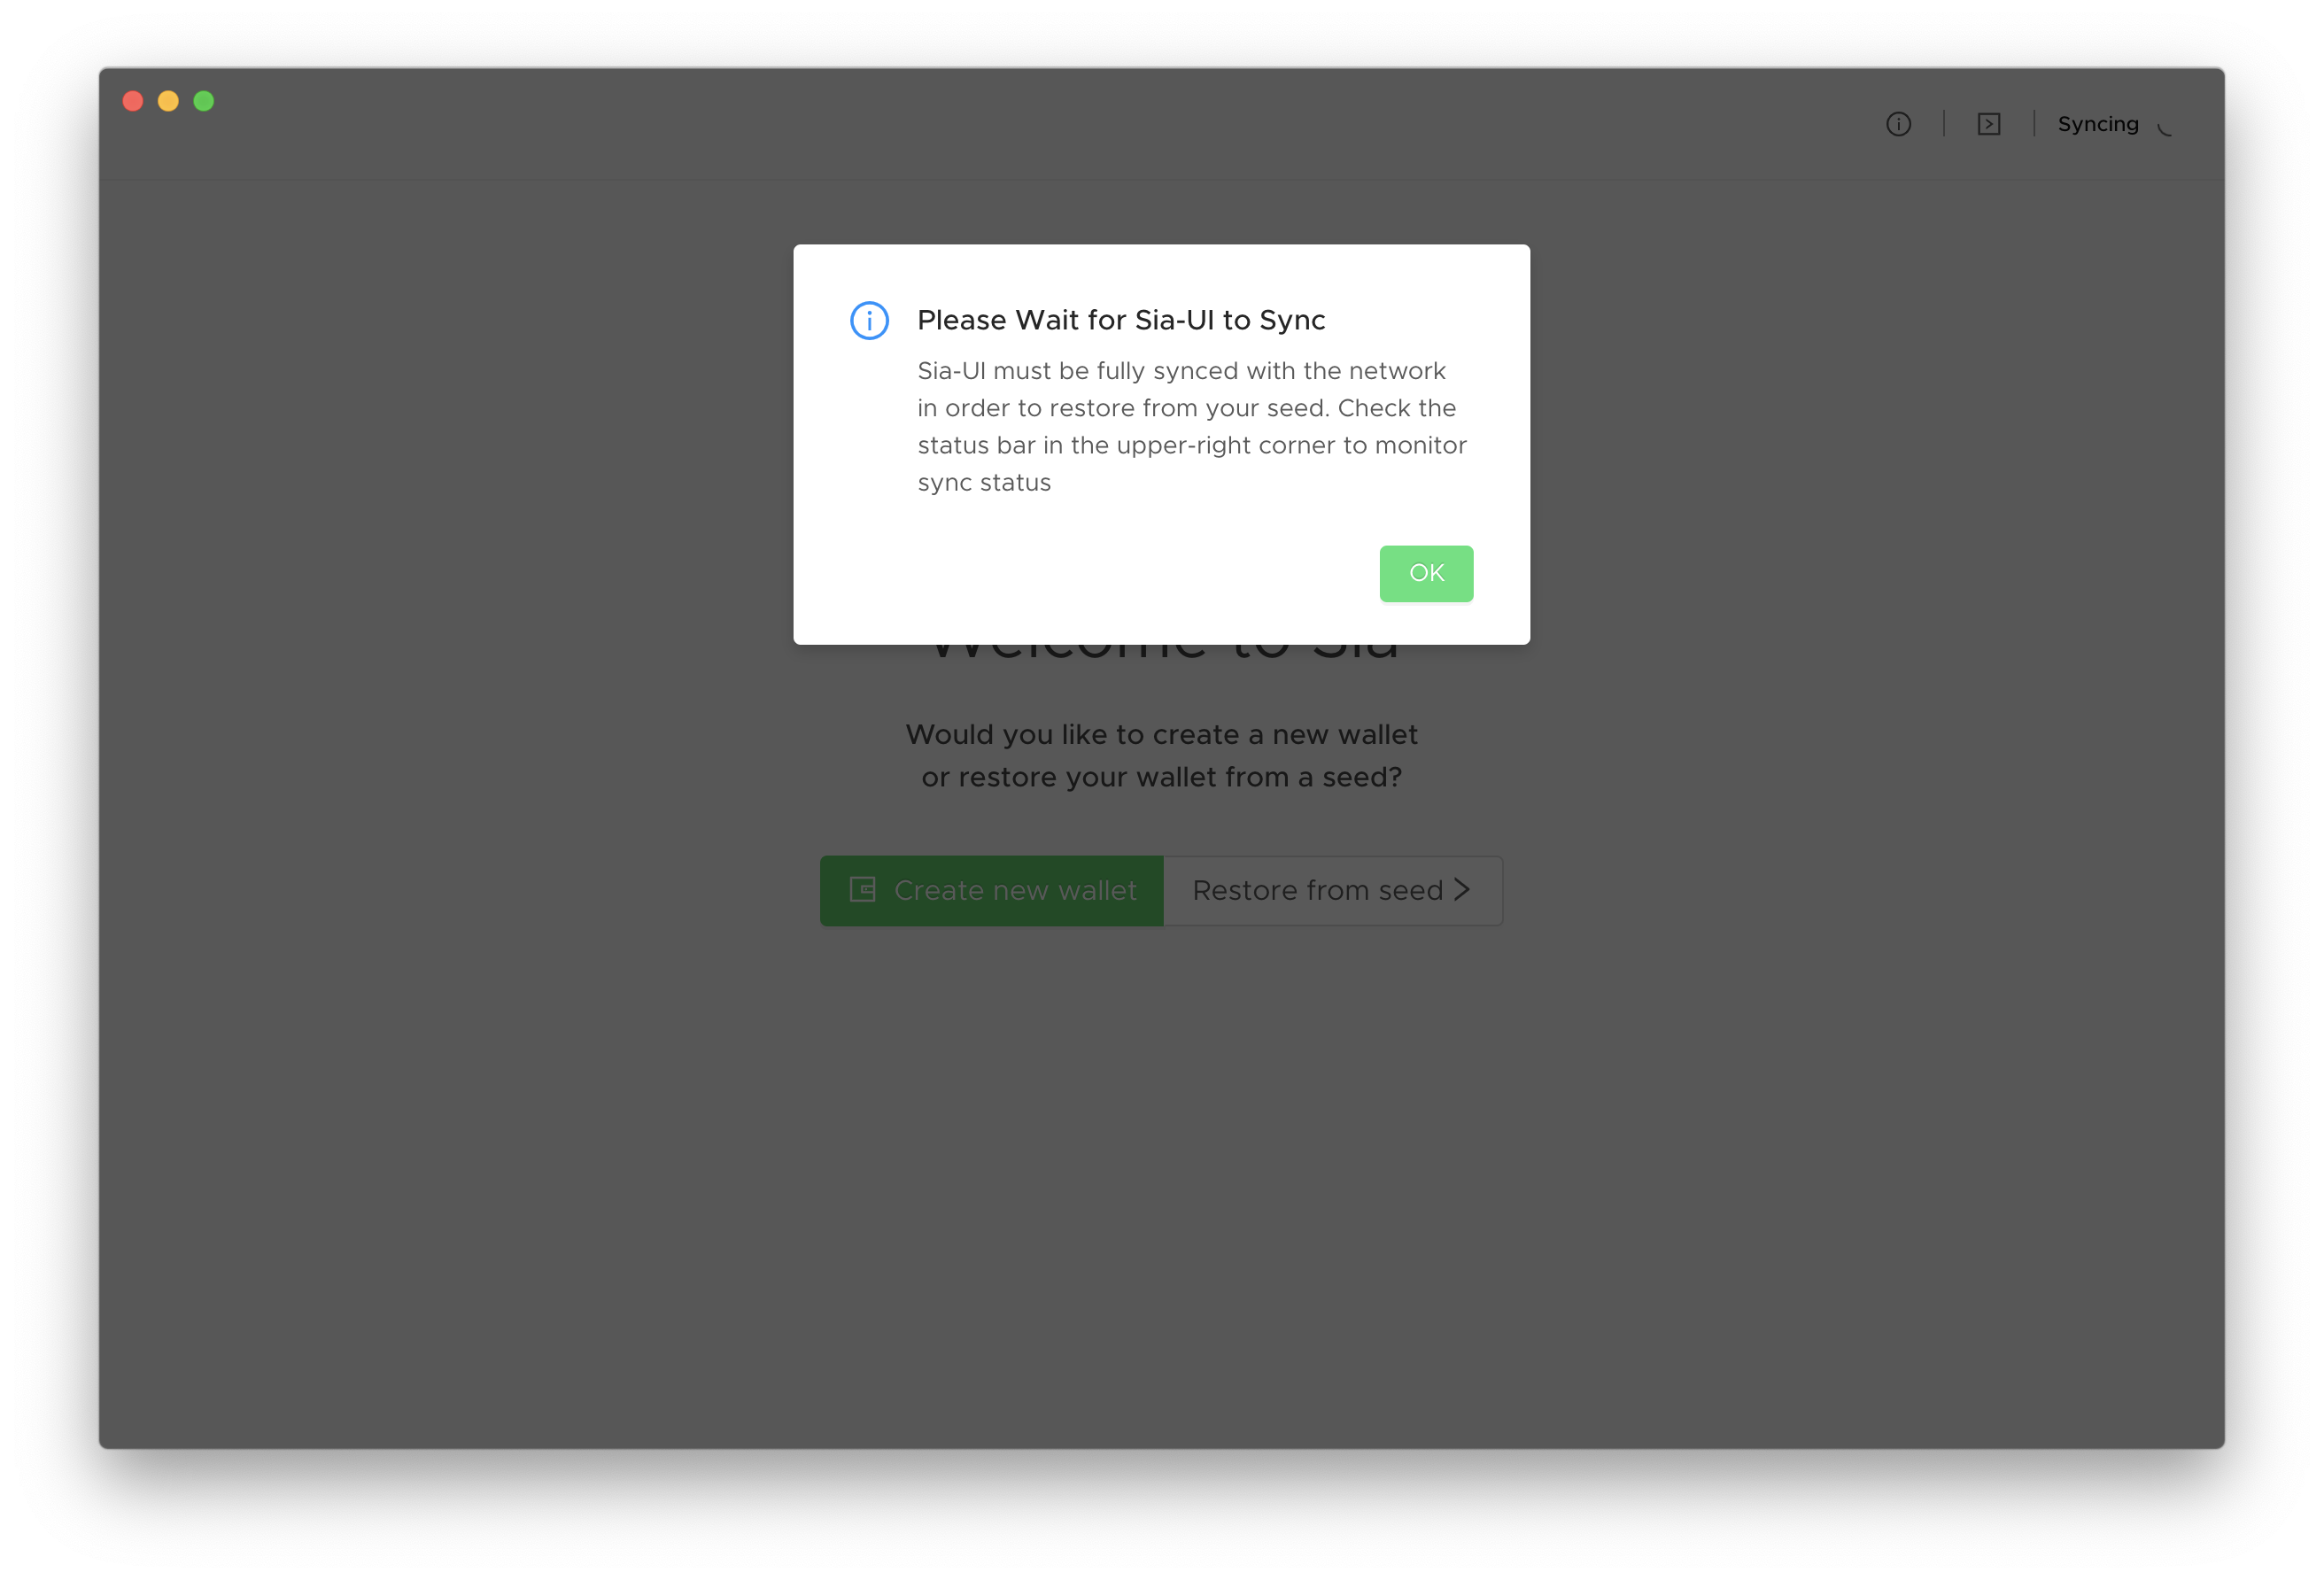 Syncing
Please Wait for Sia-UI to Sync
Sia-UI must be fully synced with the network
in order to restore from your seed. Check the
status bar in the upper-right corner to monitor
sync status
OK
Welcome to Sia
Would you like to create a new wallet
or restore your wallet from a seed?
Create new wallet
Restore from seed